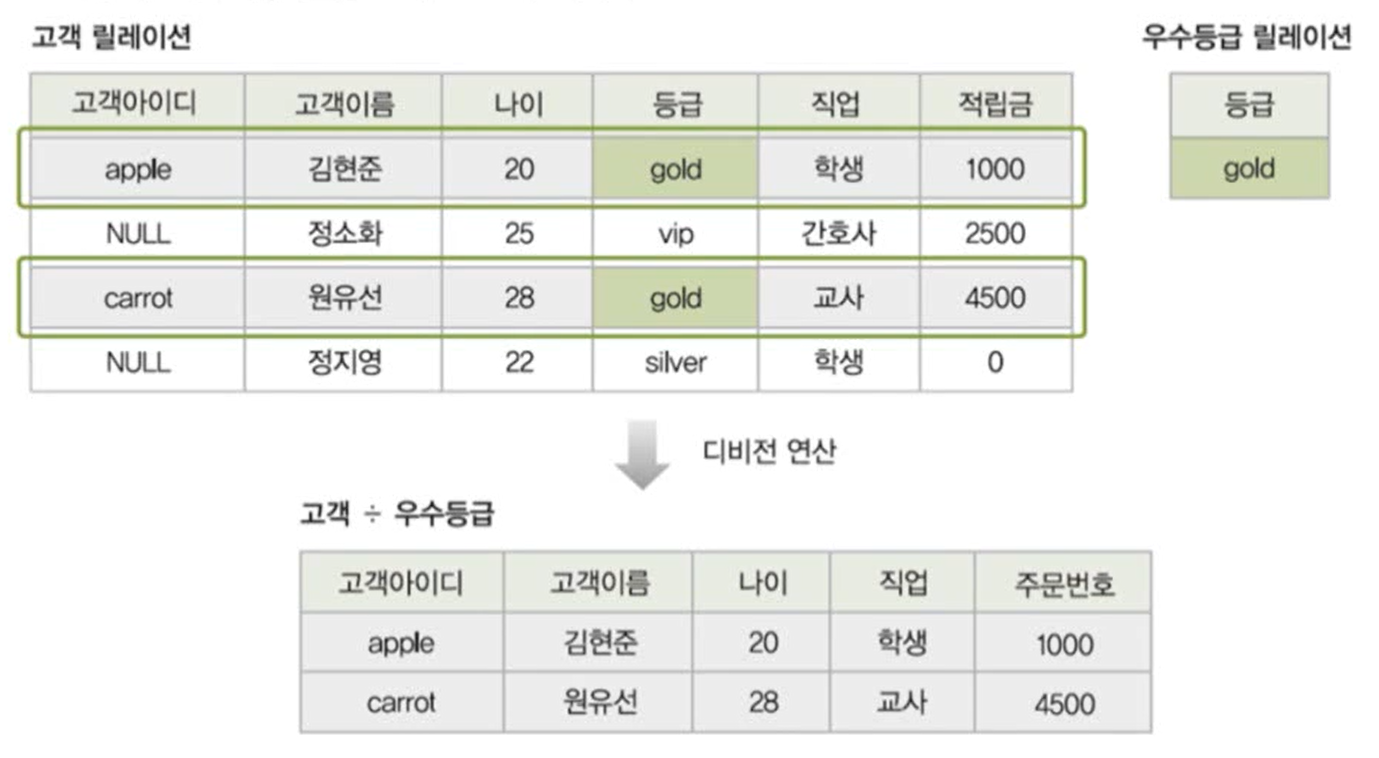 고객 릴레이션
우수등급 릴레이션
고객아이디 고객이름 나이 등급 직업 적립금
apple 김현준 20 gold 학생 1000
NULL 정소화 25 vip 간호사 2500
carrot 원유선 28 gold 교사 4500
NULL 정지영 22 silver 학생 0
등급
gold
디비전 연산
고객 ÷ 우수등급
고객아이디 고객이름 나이 직업 주문번호
apple 김현준 20 학생 1000
carrot 원유선 28 교사 4500